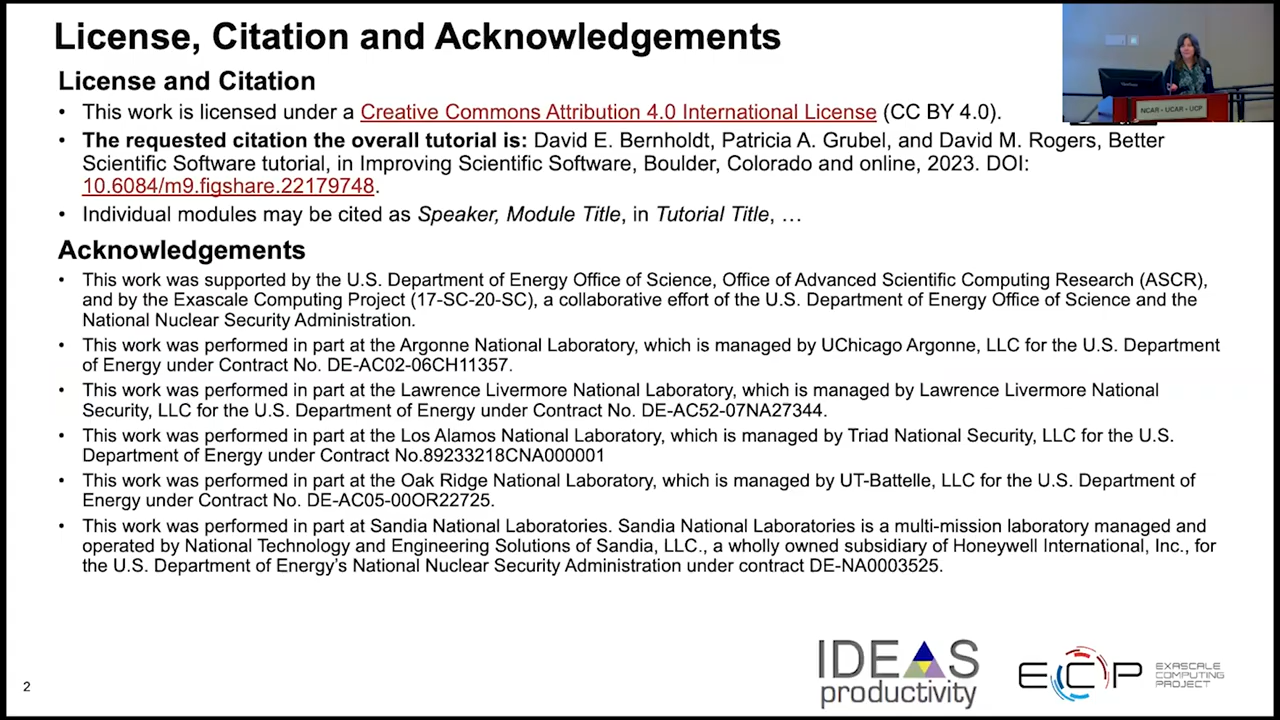 License, Citation and Acknowledgements
License and Citation
• This work is licensed under a Creative Commons Attribution 4.0 International License (CC BY 4.0).
• The requested citation the overall tutorial is: David E. Bernholdt, Patricia A. Grubel, and David M. Rogers, Better
Scientific Software tutorial, in Improving Scientific Software, Boulder, Colorado and online, 2023. DOI:
10.6084/m9.figshare.22179748.
• Individual modules may be cited as Speaker, Module Title, in Tutorial Title, …
Acknowledgements
• This work was supported by the U.S. Department of Energy Office of Science, Office of Advanced Scientific Computing Research (ASCR),
and by the Exascale Computing Project (17-SC-20-SC), a collaborative effort of the U.S. Department of Energy Office of Science and the
National Nuclear Security Administration.
• This work was performed in part at the Argonne National Laboratory, which is managed by UChicago Argonne, LLC for the U.S. Department
of Energy under Contract No. DE-AC02-06CH11357.
• This work was performed in part at the Lawrence Livermore National Laboratory, which is managed by Lawrence Livermore National
Security, LLC for the U.S. Department of Energy under Contract No. DE-AC52-07NA27344.
• This work was performed in part at the Los Alamos National Laboratory, which is managed by Triad National Security, LLC for the U.S.
Department of Energy under Contract No.89233218CNA000001
• This work was performed in part at the Oak Ridge National Laboratory, which is managed by UT-Battelle, LLC for the U.S. Department of
Energy under Contract No. DE-AC05-00OR22725.
• This work was performed in part at Sandia National Laboratories. Sandia National Laboratories is a multi-mission laboratory managed and
operated by National Technology and Engineering Solutions of Sandia, LLC., a wholly owned subsidiary of Honeywell International, Inc., for
the U.S. Department of Energy's National Nuclear Security Administration under contract DE-NA0003525.
NCAR • UCAR • UCP
2
IDEAS
productivity
ECP
EXASCALE
COMPUTING
PROJECT